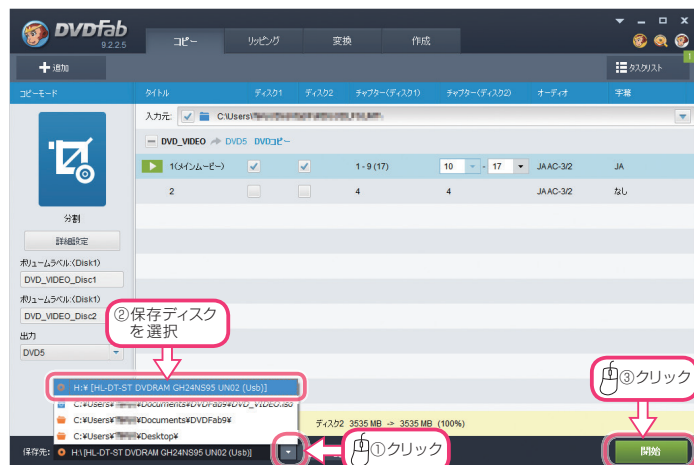 DVDFab
9.2.2.5
コピー
リッピング
変換
作成
追加
タスクリスト
1
コピーモード
タイトル
ディスク1
ディスク2
チャプター(ディスク1)
チャプター(ディスク2)
オーディオ
字幕
入力元:
C:\Users\
DVD_VIDEO
DVD5
DVDコピー
1(メインムービー)
1 - 9 (17)
10 - 17
JA AC-3/2
JA
2
4
4
JA AC-3/2
なし
分割
詳細設定
ボリュームラベル:(Disk1)
DVD_VIDEO_Disc1
ボリュームラベル:(Disk1)
DVD_VIDEO_Disc2
出力
DVD5
②保存ディスク
を選択
H:¥ [HL-DT-ST DVDRAM GH24NS95 UN02 (Usb)]
C:¥Users¥ ¥Documents¥DVDFab9¥DVD_VIDEO.iso
C:¥Users¥ ¥Documents¥DVDFab9¥
C:¥Users¥ ¥Desktop¥
ディスク2 3535 MB -> 3535 MB (100%)
保存先:
H:\[HL-DT-ST DVDRAM GH24NS95 UN02 (Usb)]
①クリック
③クリック
開始